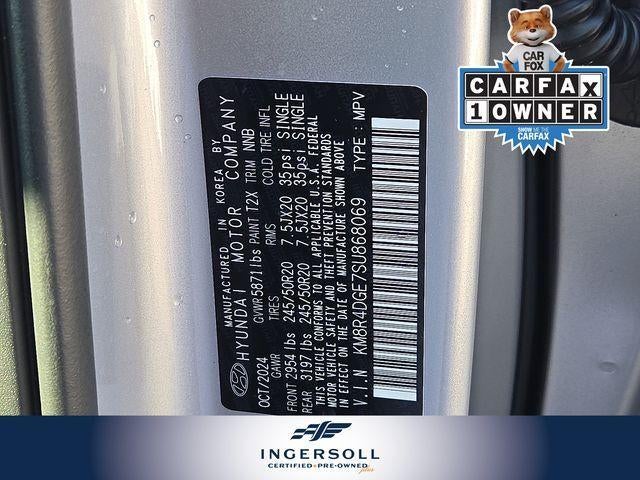 CAR
FOX
CARFAX
1 OWNER
SHOW ME THE
CARFAX
MANUFACTURED IN KOREA BY
HYUNDAI MOTOR COMPANY
OCT/2024 GVWR 5871 lbs PAINT T2X TRIM NNB
GAWR TIRES RIMS COLD TIRE INFL
FRONT 2954 lbs 245/50R20 7.5JX20 35psi SINGLE
REAR 3197 lbs 245/50R20 7.5JX20 35psi SINGLE
THIS VEHICLE CONFORMS TO ALL APPLICABLE U.S.A. FEDERAL
MOTOR VEHICLE SAFETY AND THEFT PREVENTION STANDARDS
IN EFFECT ON THE DATE OF MANUFACTURE SHOWN ABOVE
V.I.N KM8R4DGE7SU868069 TYPE : MPV
INGERSOLL
CERTIFIED • PRE-OWNED plus